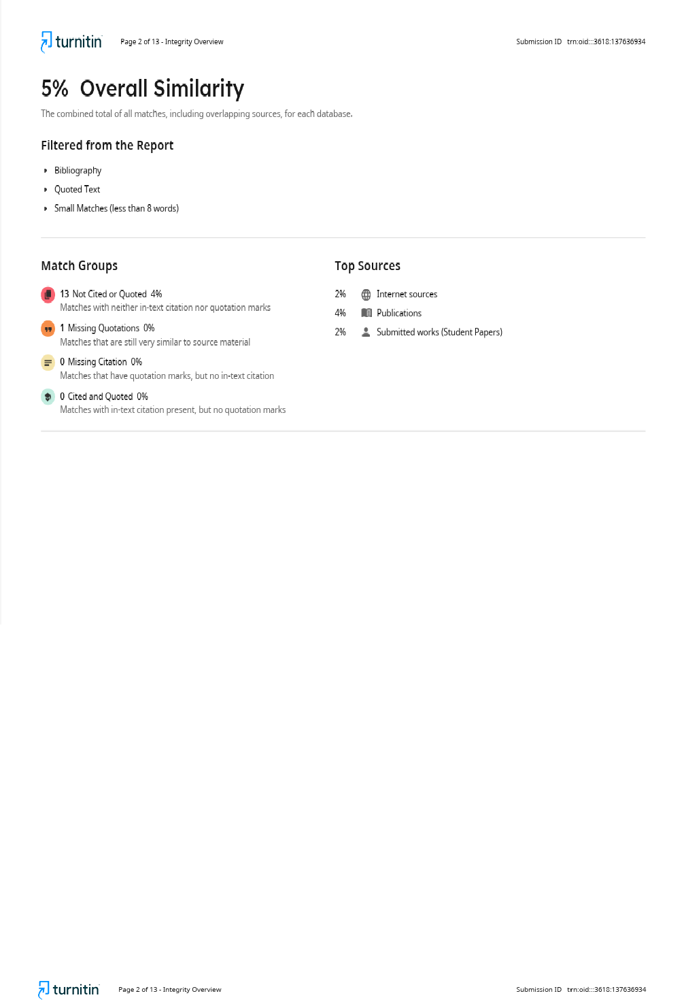 turnitin Page 2 of 13 - Integrity Overview Submission ID trn:oid:::3618:137636934
5% Overall Similarity
The combined total of all matches, including overlapping sources, for each database.
Filtered from the Report
Bibliography
Quoted Text
Small Matches (less than 8 words)
Match Groups
13 Not Cited or Quoted 4%
Matches with neither in-text citation nor quotation marks
1 Missing Quotations 0%
Matches that are still very similar to source material
0 Missing Citation 0%
Matches that have quotation marks, but no in-text citation
0 Cited and Quoted 0%
Matches with in-text citation present, but no quotation marks
Top Sources
2% Internet sources
4% Publications
2% Submitted works (Student Papers)
turnitin Page 2 of 13 - Integrity Overview Submission ID trn:oid:::3618:137636934